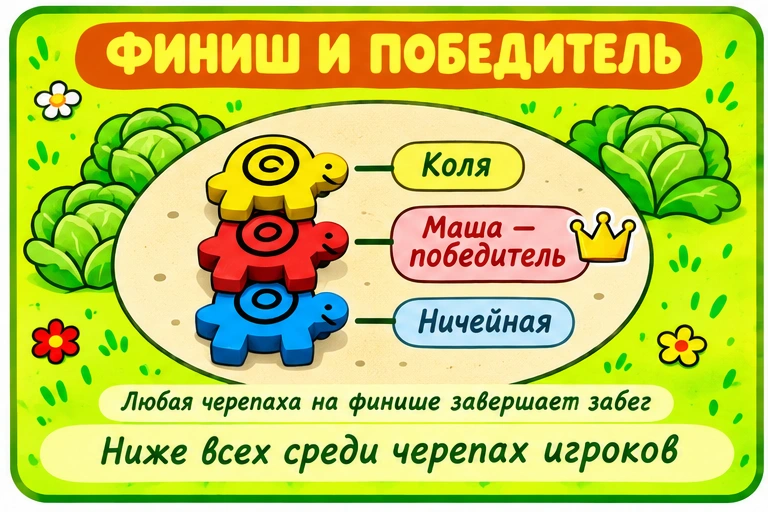 ФИНИШ И ПОБЕДИТЕЛЬ
Коля
Маша –
победитель
Ничейная
Любая черепаха на финише завершает забег
Ниже всех среди черепах игроков